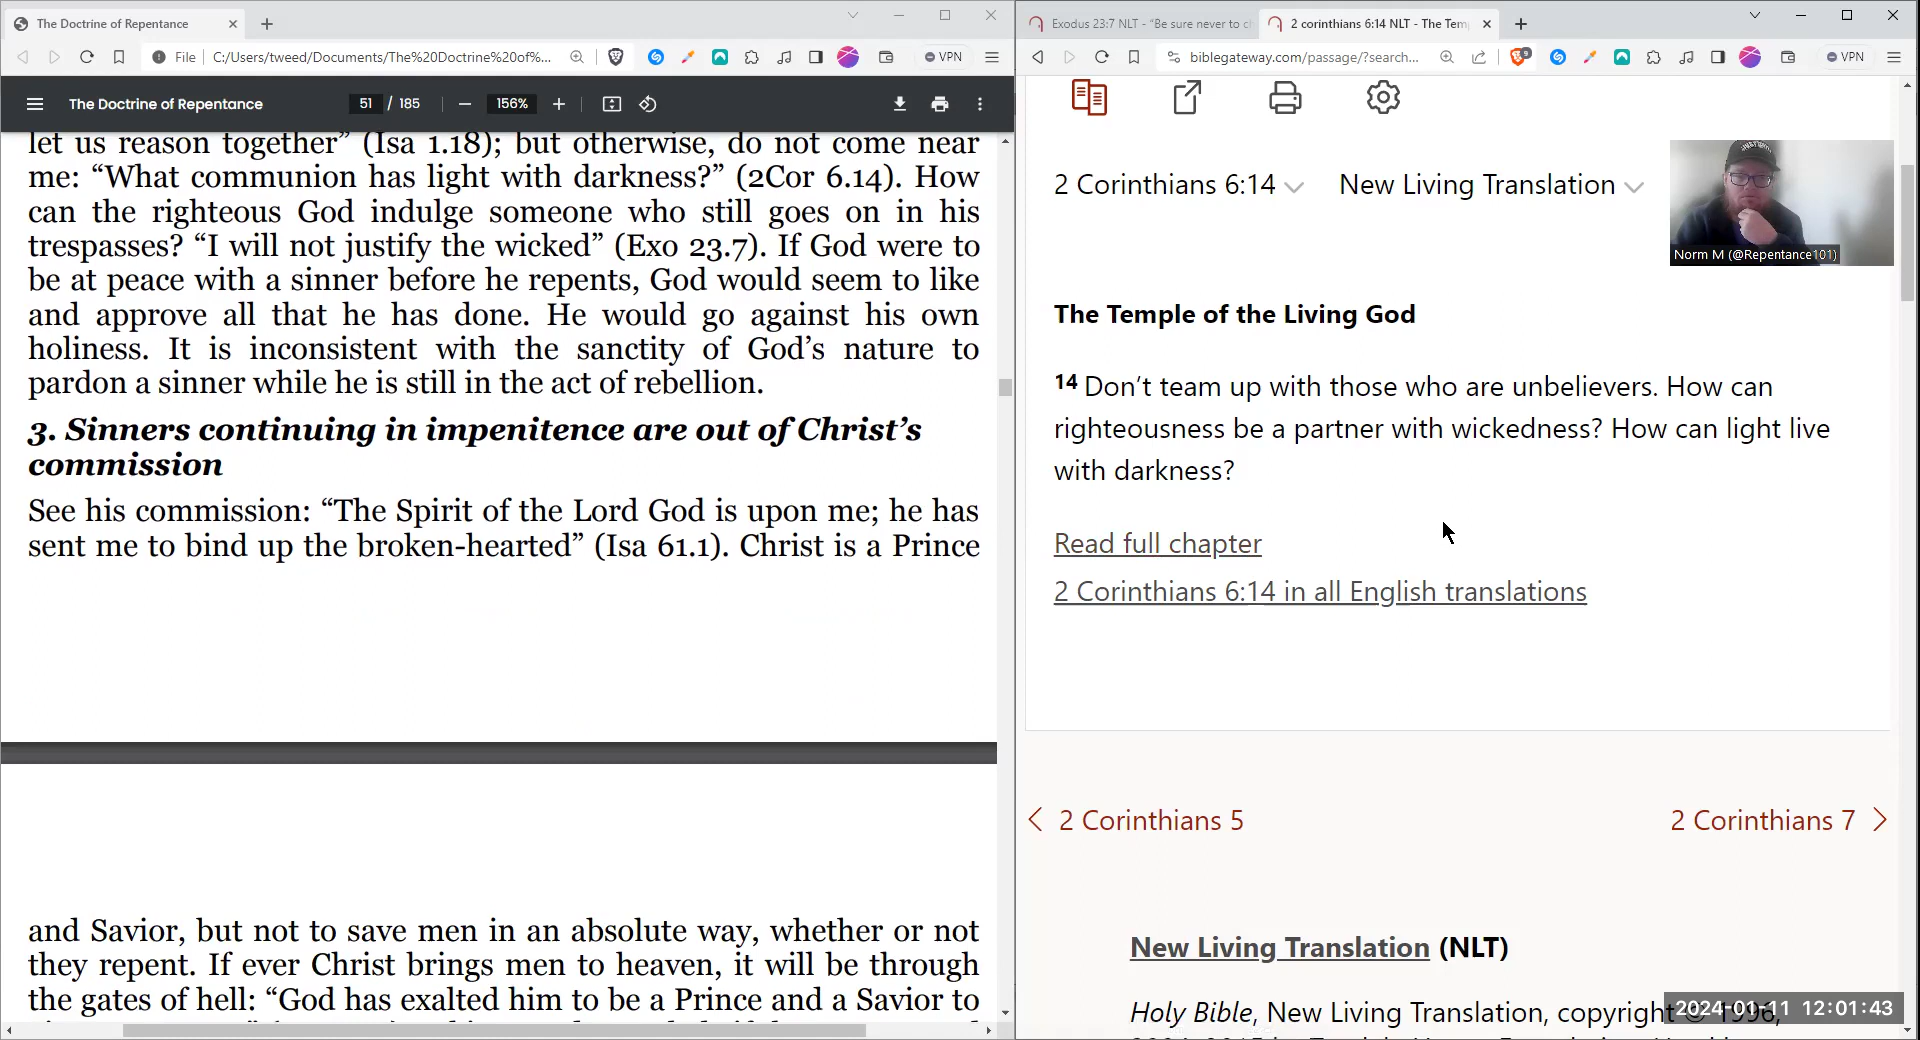 The Doctrine of Repentance
File C:/Users/tweed/Documents/The%20Doctrine%20of%...
VPN
The Doctrine of Repentance
51 / 185
156%
let us reason together” (Isa 1.18); but otherwise, do not come near
me: “What communion has light with darkness?” (2Cor 6.14). How
can the righteous God indulge someone who still goes on in his
trespasses? “I will not justify the wicked” (Exo 23.7). If God were to
be at peace with a sinner before he repents, God would seem to like
and approve all that he has done. He would go against his own
holiness. It is inconsistent with the sanctity of God’s nature to
pardon a sinner while he is still in the act of rebellion.
3. Sinners continuing in impenitence are out of Christ’s
commission
See his commission: “The Spirit of the Lord God is upon me; he has
sent me to bind up the broken-hearted” (Isa 61.1). Christ is a Prince
and Savior, but not to save men in an absolute way, whether or not
they repent. If ever Christ brings men to heaven, it will be through
the gates of hell: “God has exalted him to be a Prince and a Savior to
Exodus 23:7 NLT - “Be sure never to c
2 corinthians 6:14 NLT - The Tem
biblegateway.com/passage/?search...
9
VPN
2 Corinthians 6:14
New Living Translation
Norm M (@Repentance101)
The Temple of the Living God
14 Don’t team up with those who are unbelievers. How can
righteousness be a partner with wickedness? How can light live
with darkness?
Read full chapter
2 Corinthians 6:14 in all English translations
2 Corinthians 5
2 Corinthians 7
New Living Translation (NLT)
Holy Bible, New Living Translation, copyright © 1996,
2024-01-11 12:01:43